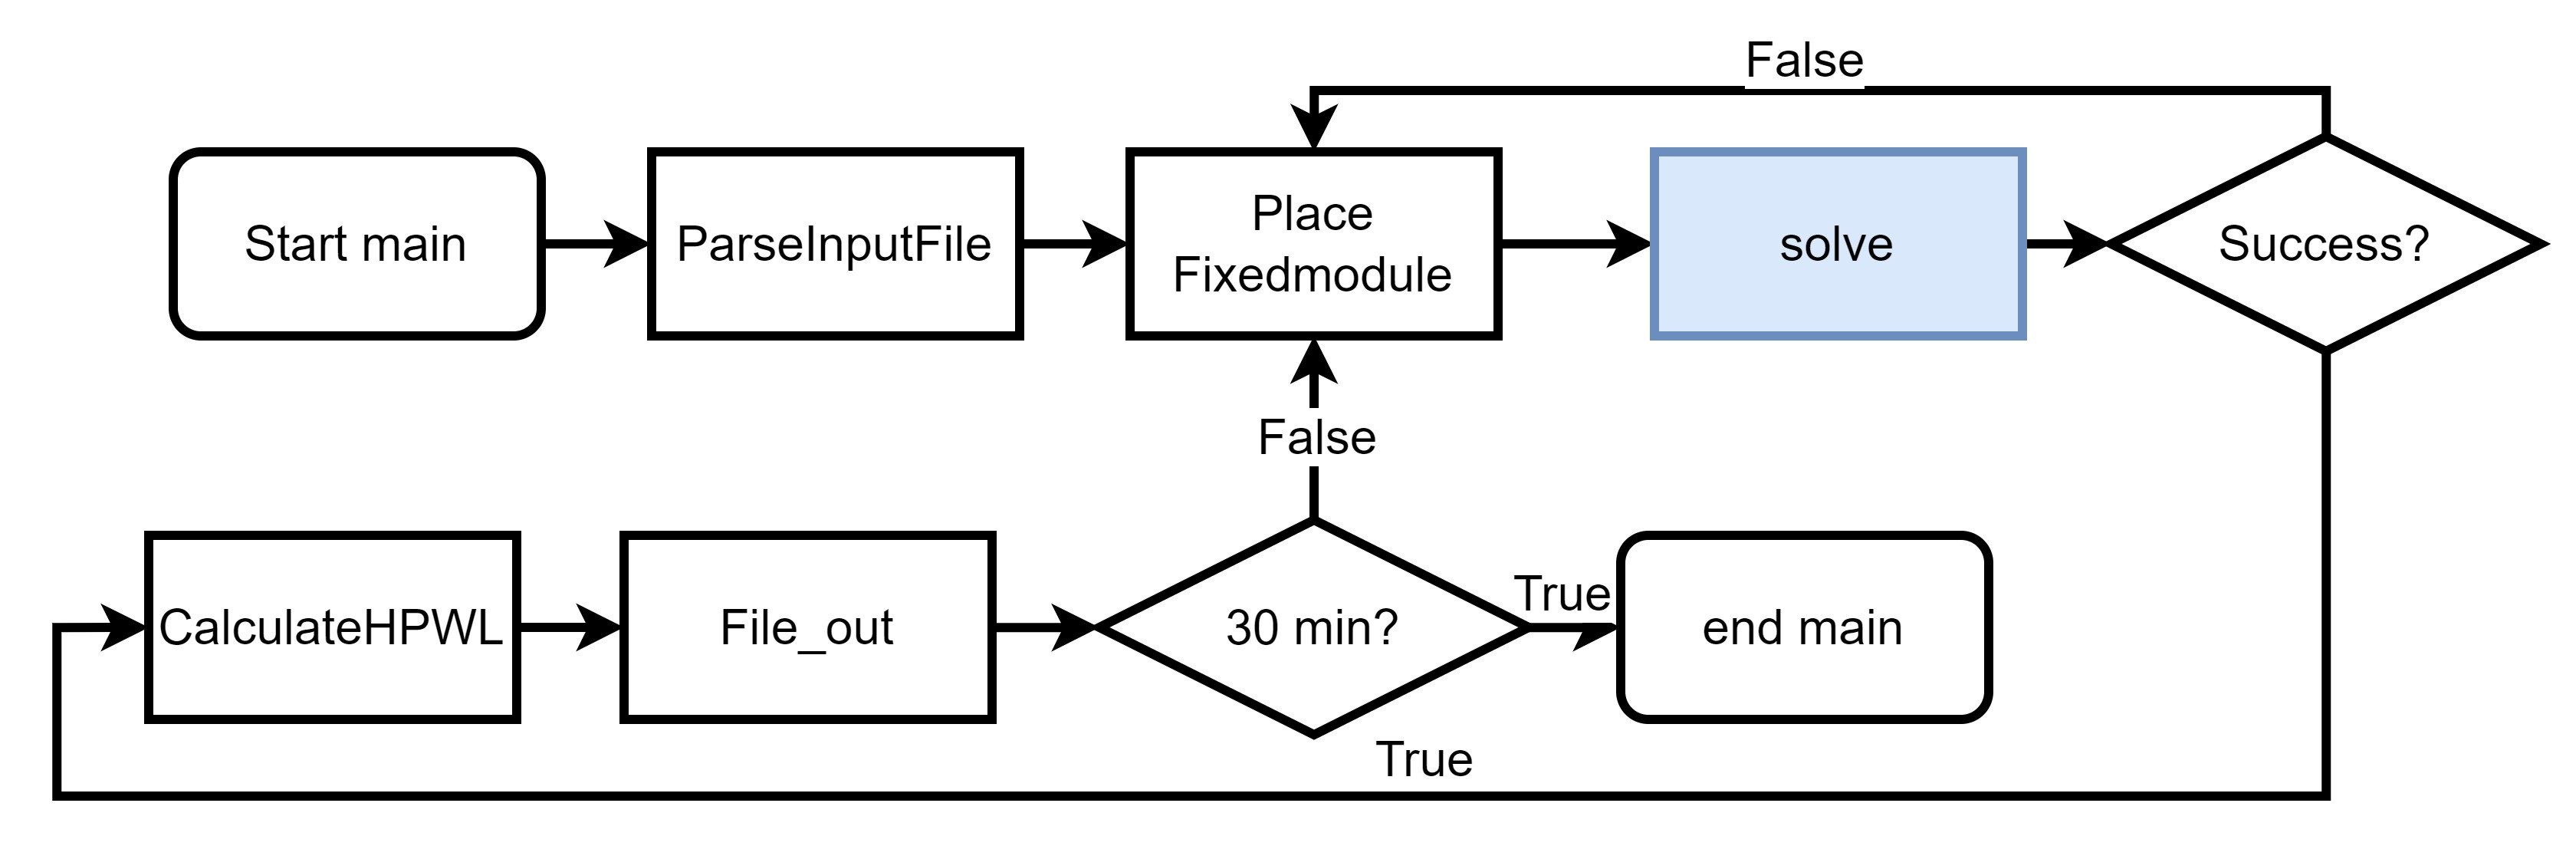 False
Start main
ParseInputFile
Place
Fixedmodule
solve
Success?
False
CalculateHPWL
File_out
30 min?
True
end main
True